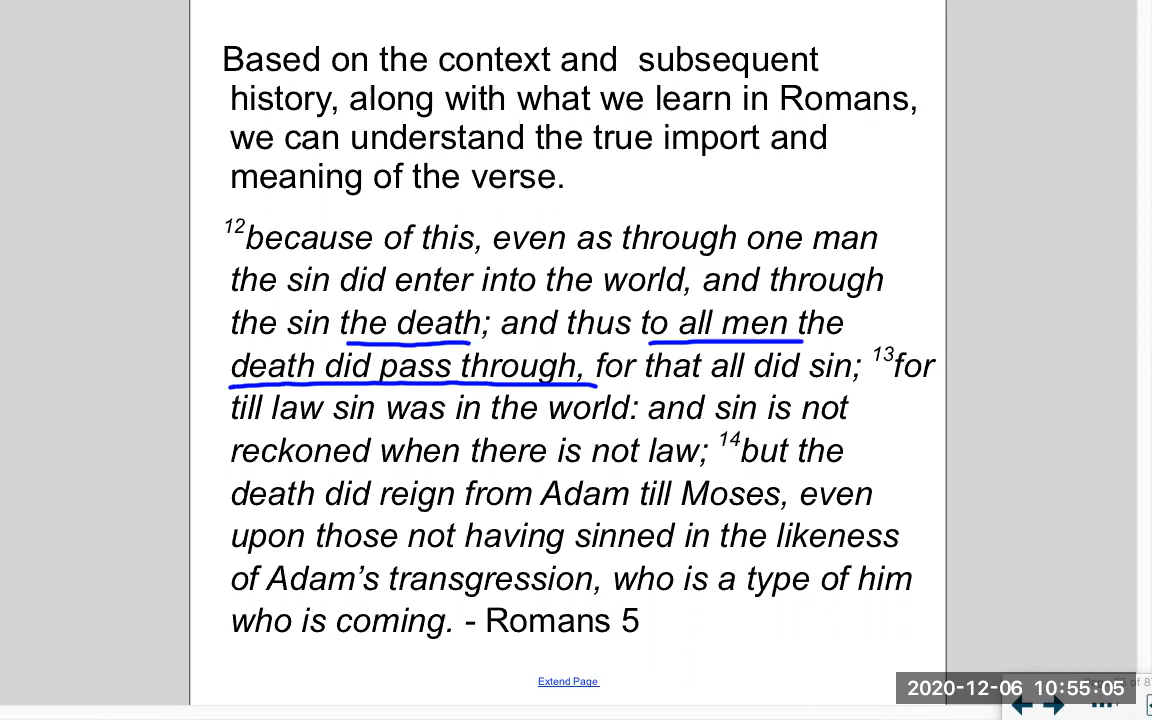 Based on the context and subsequent
history, along with what we learn in Romans,
we can understand the true import and
meaning of the verse.
12because of this, even as through one man
the sin did enter into the world, and through
the sin the death; and thus to all men the
death did pass through, for that all did sin; 13for
till law sin was in the world: and sin is not
reckoned when there is not law; 14but the
death did reign from Adam till Moses, even
upon those not having sinned in the likeness
of Adam's transgression, who is a type of him
who is coming. - Romans 5
Extend Page
2020-12-06 10:55:05